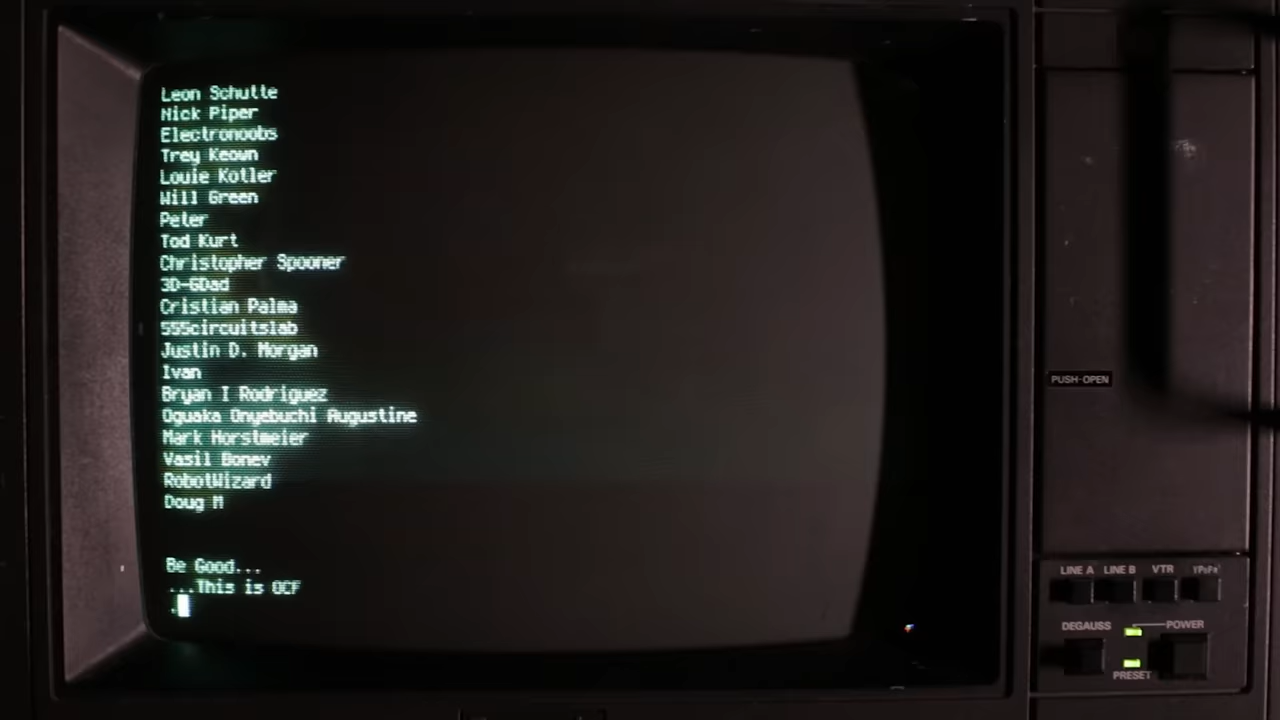 Leon Schutte
Nick Piper
Electronoobs
Trey Keown
Louie Kotler
Will Green
Peter
Tod Kurt
Christopher Spooner
3D-GDad
Cristian Palma
555circuitslab
Justin D. Morgan
Ivan
Bryan I Rodriguez
Oguaka Onyebuchi Augustine
Mark Horstmeier
Vasil Bonev
RobotWizard
Doug M
Be Good...
...This is OCF
.
PUSH-OPEN
LINE A LINE B VTR YPbPr
DEGAUSS POWER
PRESET